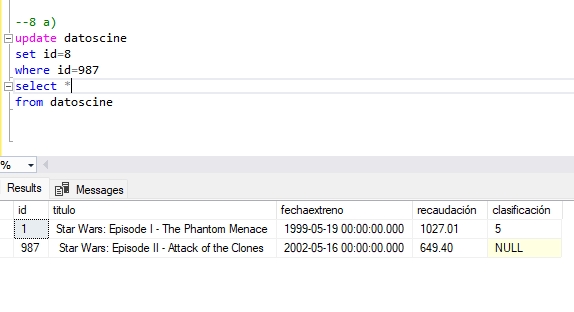 --8 a)
update datoscine
set id=8
where id=987
select *
from datoscine
%
Results Messages
id titulo fechaextreno recaudación clasificación
1 Star Wars: Episode I - The Phantom Menace 1999-05-19 00:00:00.000 1027.01 5
987 Star Wars: Episode II - Attack of the Clones 2002-05-16 00:00:00.000 649.40 NULL